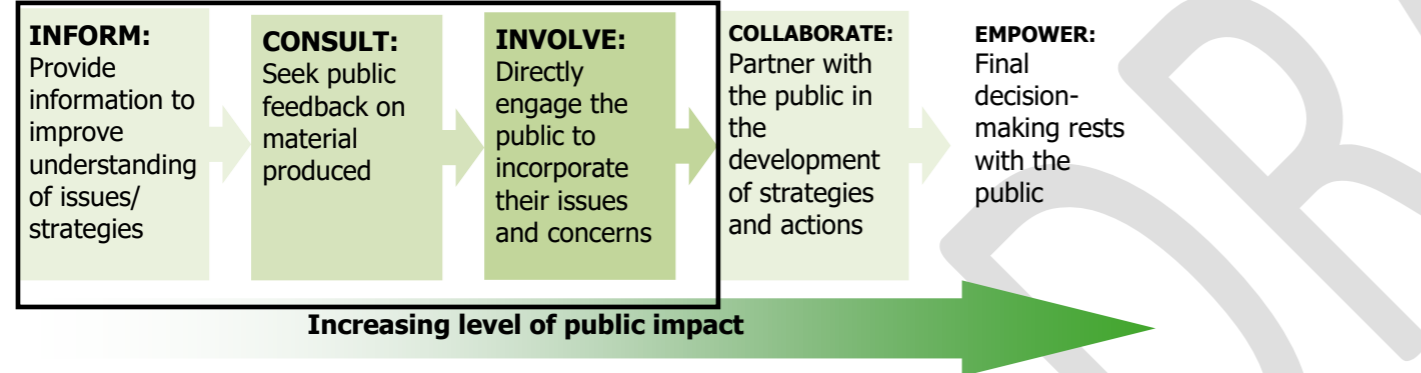 INFORM:
Provide
information to
improve
understanding
of issues/
strategies
CONSULT:
Seek public
feedback on
material
produced
INVOLVE:
Directly
engage the
public to
incorporate
their issues
and concerns
COLLABORATE:
Partner with
the public in
the
development
of strategies
and actions
EMPOWER:
Final
decision-
making rests
with the
public
Increasing level of public impact